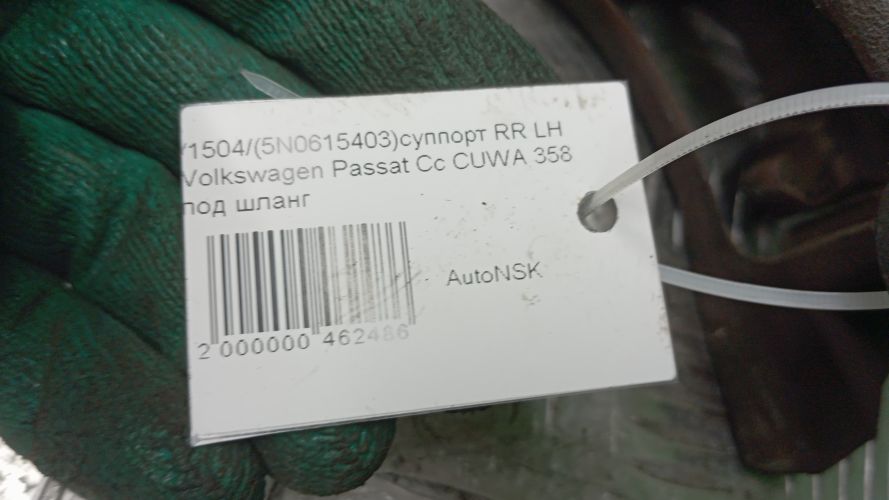 /1504/(5N0615403)суппорт RR LH
Volkswagen Passat Cc CUWA 358
под шланг
AutoNSK
2 000000 462486